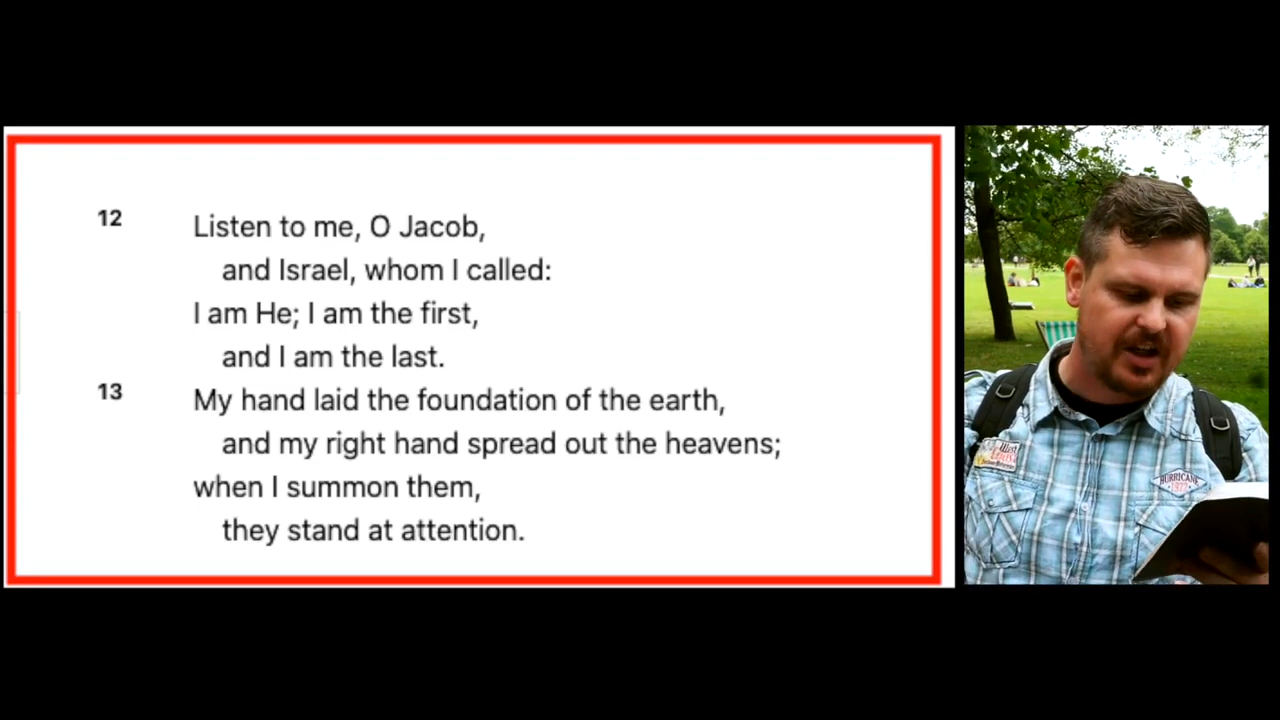 12
Listen to me, O Jacob,
and Israel, whom I called:
I am He; I am the first,
and I am the last.
13
My hand laid the foundation of the earth,
and my right hand spread out the heavens;
when I summon them,
they stand at attention.
West
HURRICANE
1977